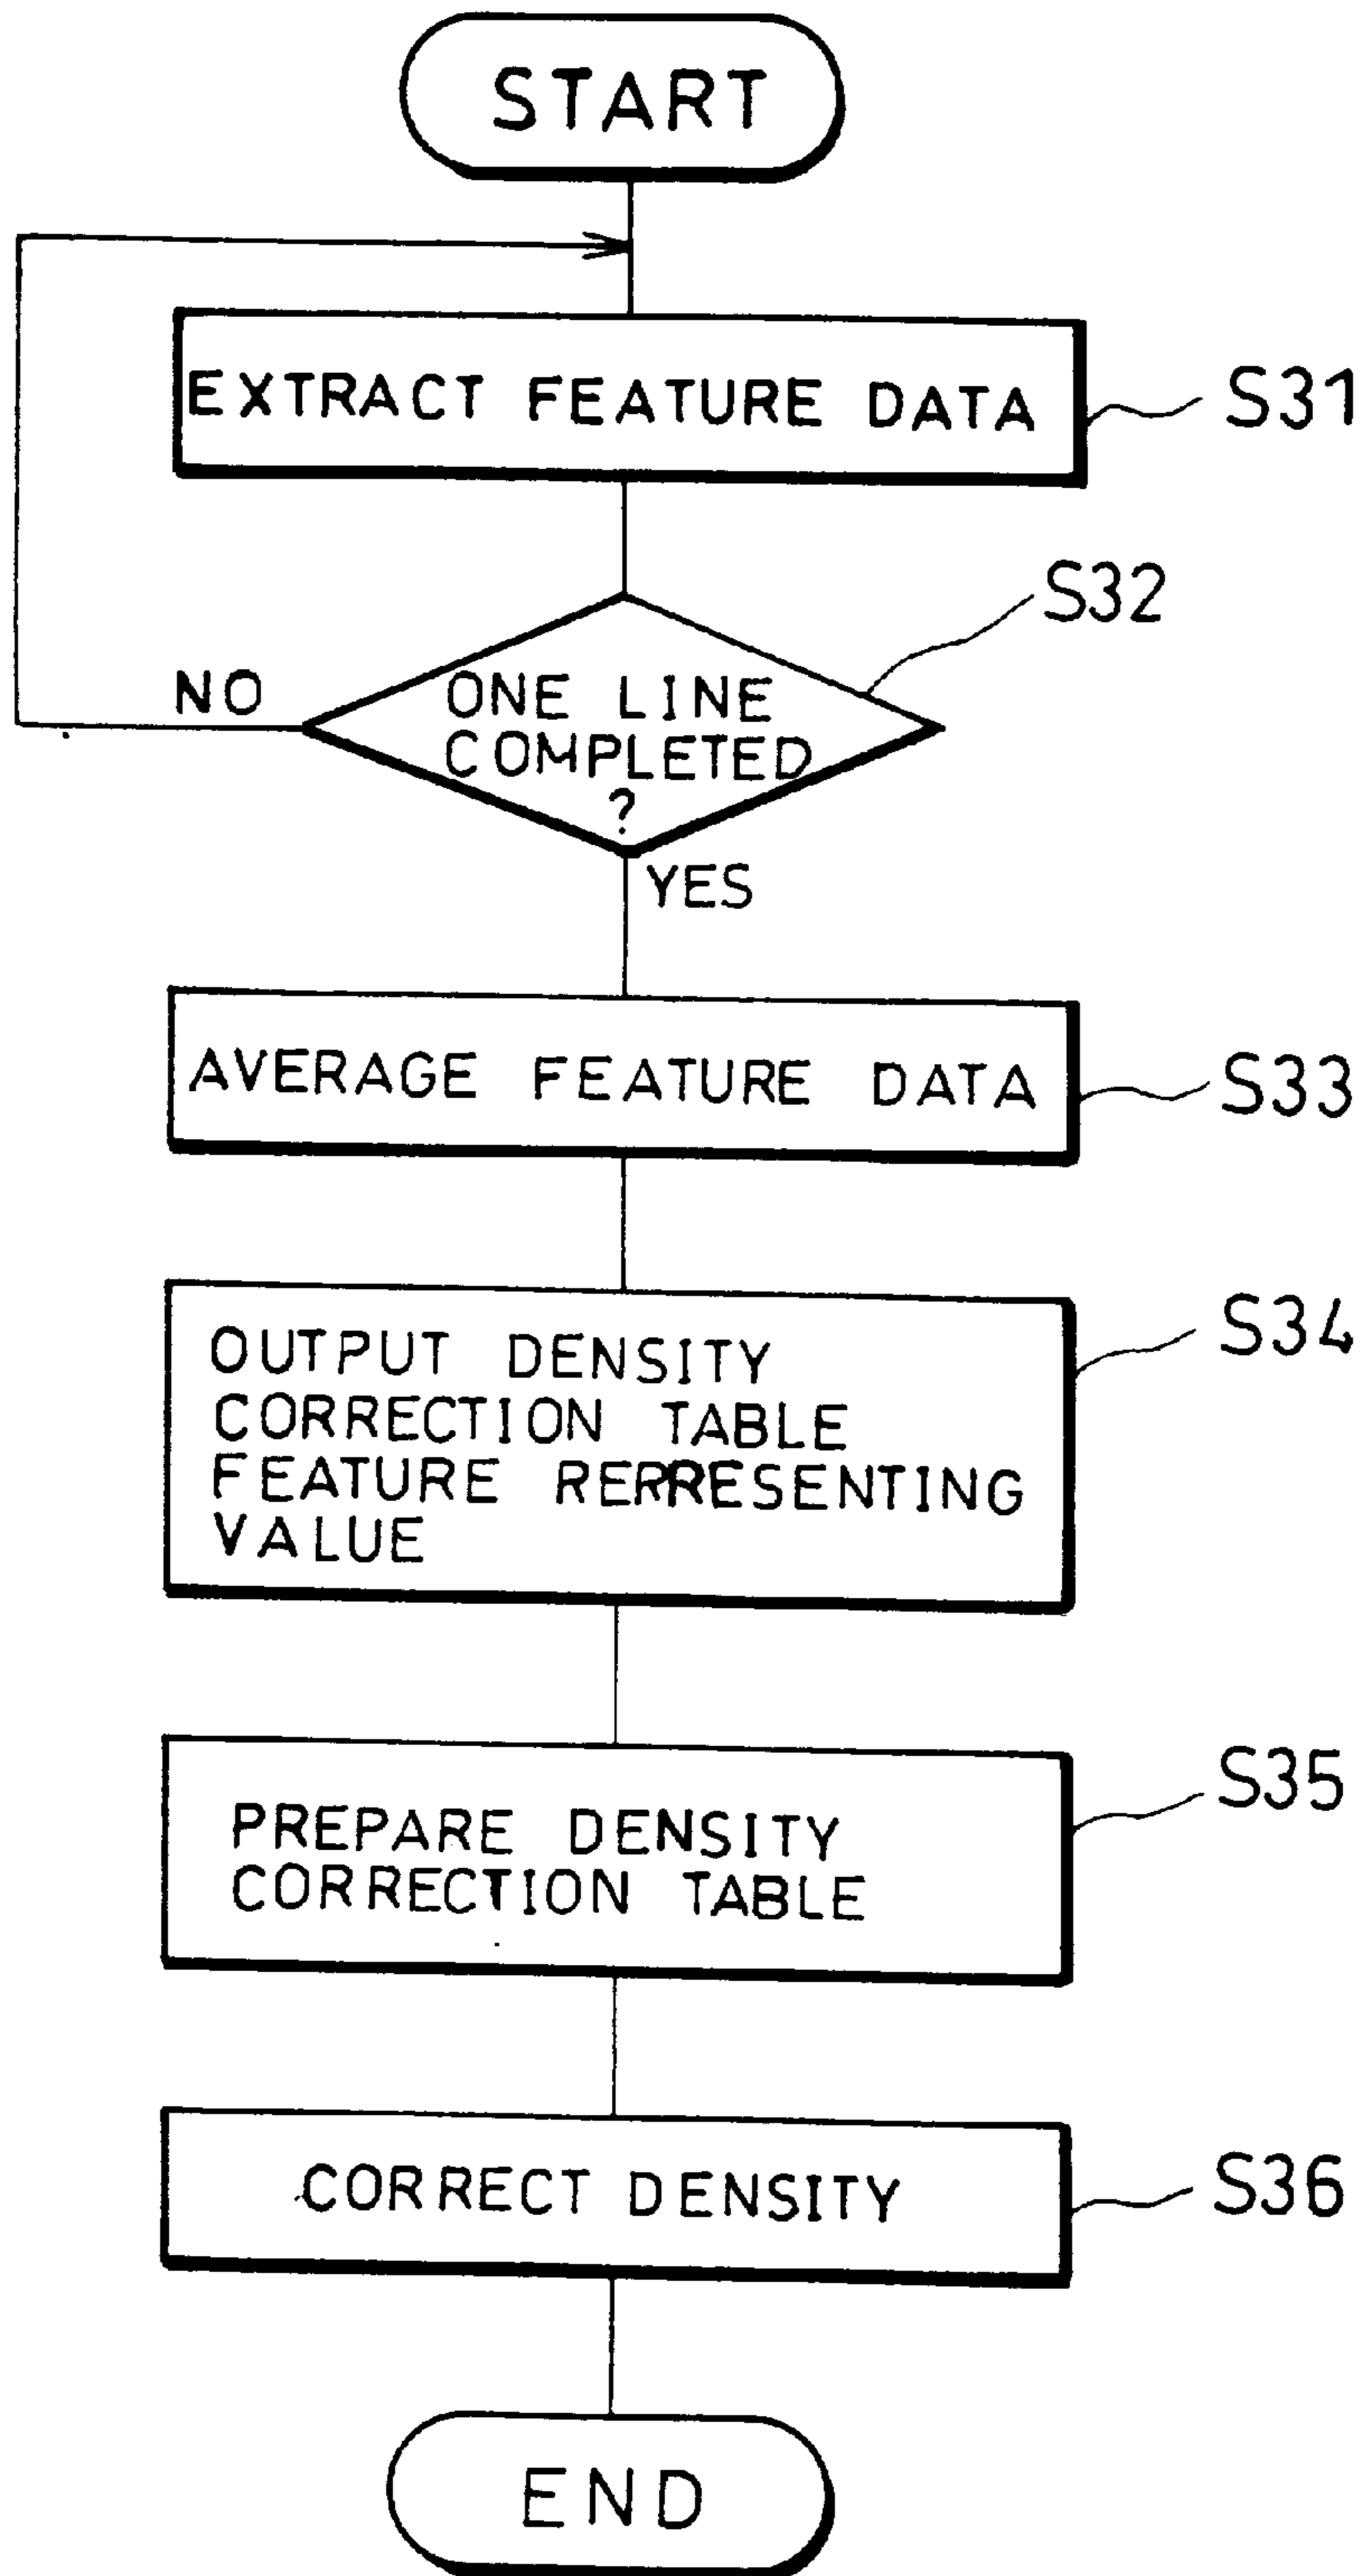 START
EXTRACT FEATURE DATA
S31
S32
NO
ONE LINE
COMPLETED
?
YES
AVERAGE FEATURE DATA
S33
S34
OUTPUT DENSITY
CORRECTION TABLE
FEATURE REPRESENTING
VALUE
S35
PREPARE DENSITY
CORRECTION TABLE
CORRECT DENSITY
S36
END